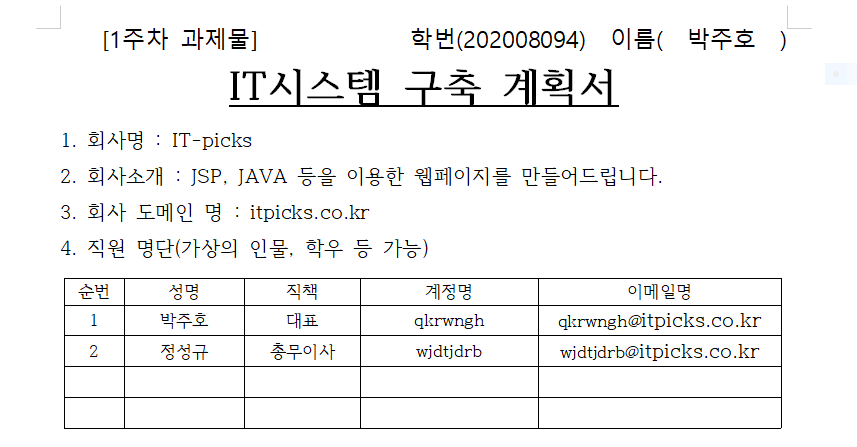 [1주차 과제물] 학번(202008094) 이름( 박주호 )
IT시스템 구축 계획서
1. 회사명 : IT-picks
2. 회사소개 : JSP, JAVA 등을 이용한 웹페이지를 만들어드립니다.
3. 회사 도메인 명 : itpicks.co.kr
4. 직원 명단(가상의 인물, 학우 등 가능)
순번 성명 직책 계정명 이메일명
1 박주호 대표 qkrwngh qkrwngh@itpicks.co.kr
2 정성규 총무이사 wjdtjdrb wjdtjdrb@itpicks.co.kr